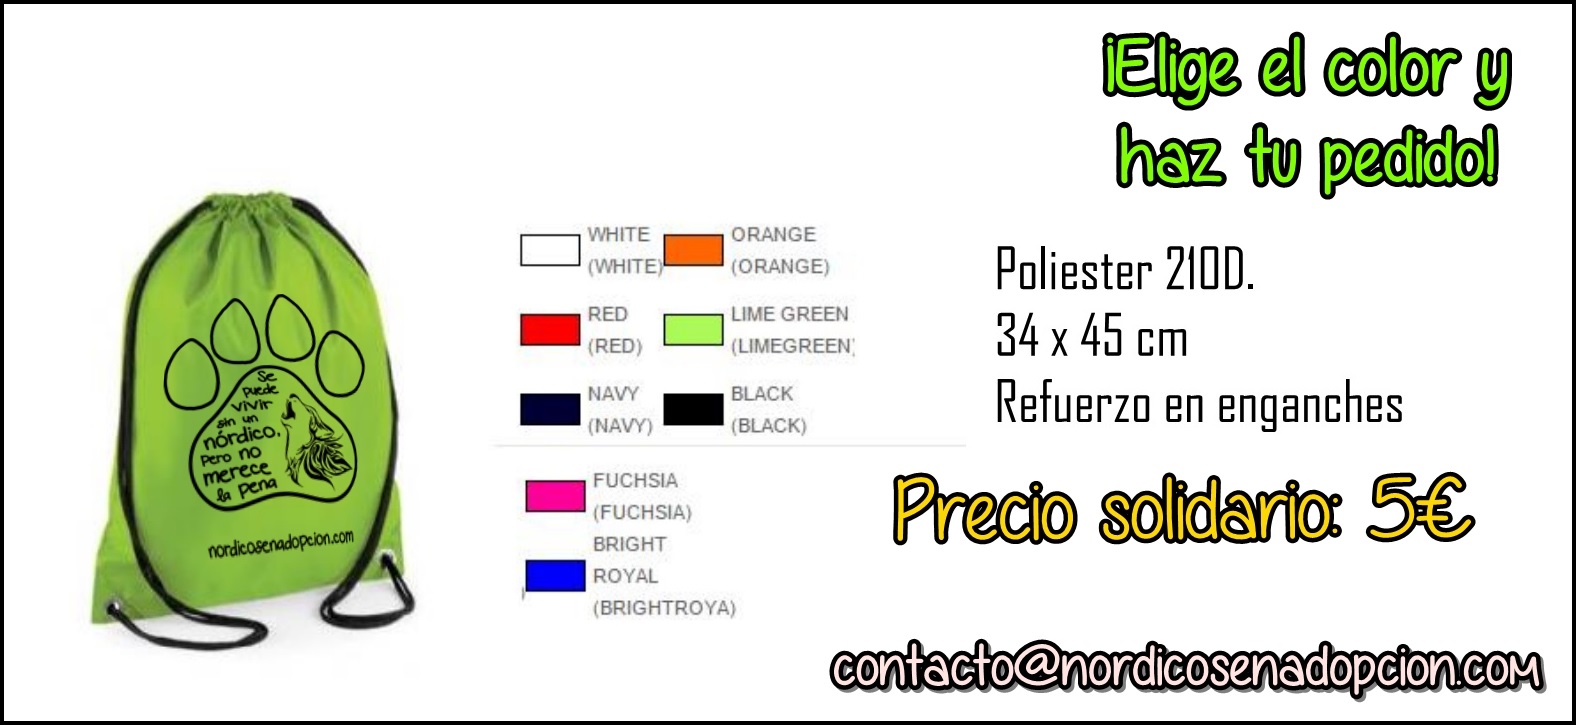 ¡Elige el color y
haz tu pedido!
Se
puede
vivir
sin un
nórdico,
pero no
merece
la pena
nordicosenadopcion.com
WHITE
(WHITE)
ORANGE
(ORANGE)
RED
(RED)
LIME GREEN
(LIMEGREEN)
NAVY
(NAVY)
BLACK
(BLACK)
FUCHSIA
(FUCHSIA)
BRIGHT
ROYAL
(BRIGHTROYA)
Poliester 210D.
34 x 45 cm
Refuerzo en enganches
Precio solidario: 5€
contacto@nordicosenadopcion.com